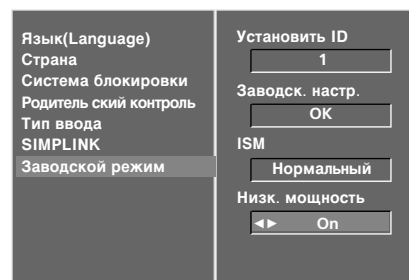 Язык(Language)
Страна
Система блокировки
Родитель ский контроль
Тип ввода
SIMPLINK
Заводской режим
Установить ID
1
Заводск. настр.
OK
ISM
Нормальный
Низк. мощность
◄► On